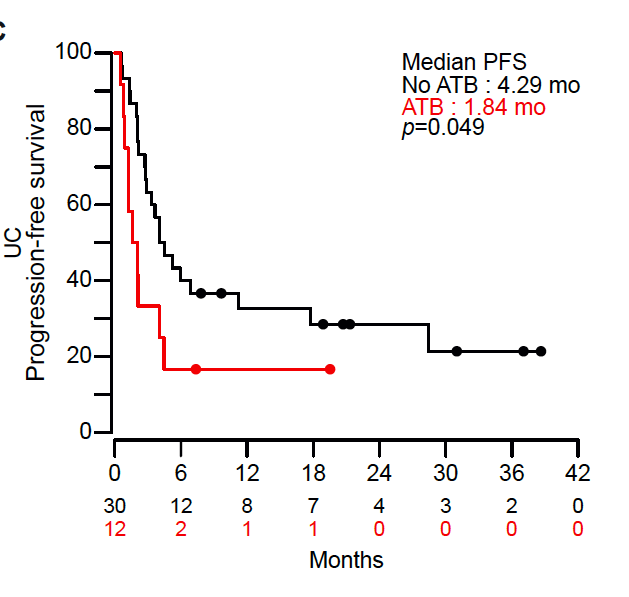 c
Median PFS
No ATB : 4.29 mo
ATB : 1.84 mo
p=0.049
UC
Progression-free survival
100
80
60
40
20
0
0 6 12 18 24 30 36 42
30 12 8 7 4 3 2 0
12 2 1 1 0 0 0 0
Months